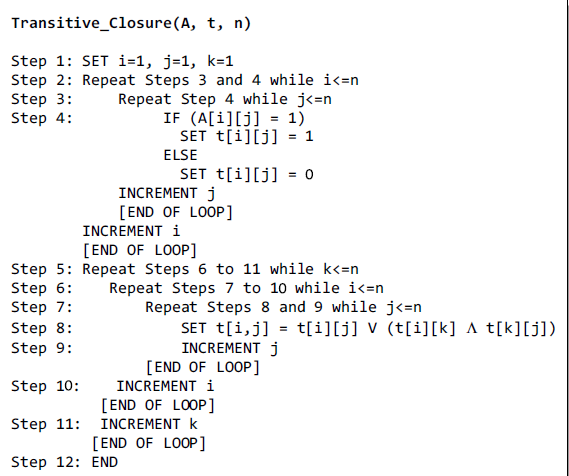 Transitive_Closure(A, t, n)
Step 1: SET i=1, j=1, k=1
Step 2: Repeat Steps 3 and 4 while i<=n
Step 3: Repeat Step 4 while j<=n
Step 4: IF (A[i][j] = 1)
SET t[i][j] = 1
ELSE
SET t[i][j] = 0
INCREMENT j
[END OF LOOP]
INCREMENT i
[END OF LOOP]
Step 5: Repeat Steps 6 to 11 while k<=n
Step 6: Repeat Steps 7 to 10 while i<=n
Step 7: Repeat Steps 8 and 9 while j<=n
Step 8: SET t[i,j] = t[i][j] V (t[i][k] Λ t[k][j])
Step 9: INCREMENT j
[END OF LOOP]
Step 10: INCREMENT i
[END OF LOOP]
Step 11: INCREMENT k
[END OF LOOP]
Step 12: END